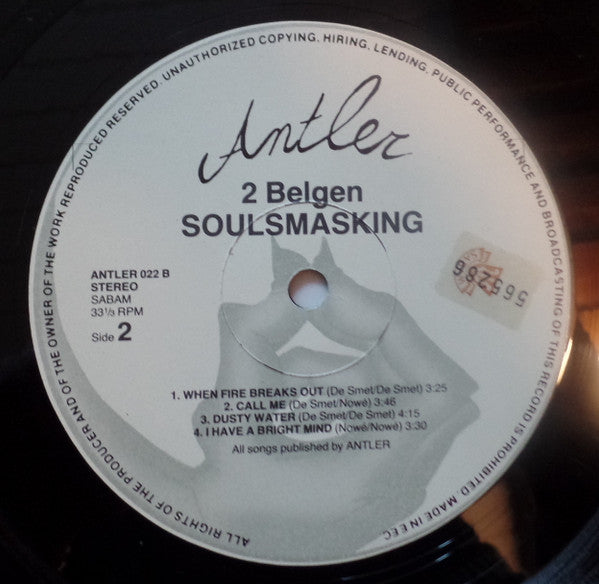 ALL RIGHTS OF THE PRODUCER AND OF THE OWNER OF THE WORK REPRODUCED RESERVED. UNAUTHORIZED COPYING. HIRING. LENDING. PUBLIC PERFORMANCE AND BROADCASTING OF THIS RECORD IS PROHIBITED. MADE IN EEC.
Antler
2 Belgen
SOULSMASKING
ANTLER 022 B
STEREO
SABAM
33⅓ RPM
Side 2
565286
1. WHEN FIRE BREAKS OUT (De Smet/De Smet) 3:25
2. CALL ME (De Smet/Nowé) 3:46
3. DUSTY WATER (De Smet/De Smet) 4:15
4. I HAVE A BRIGHT MIND (Nowé/Nowé) 3:30
All songs published by ANTLER